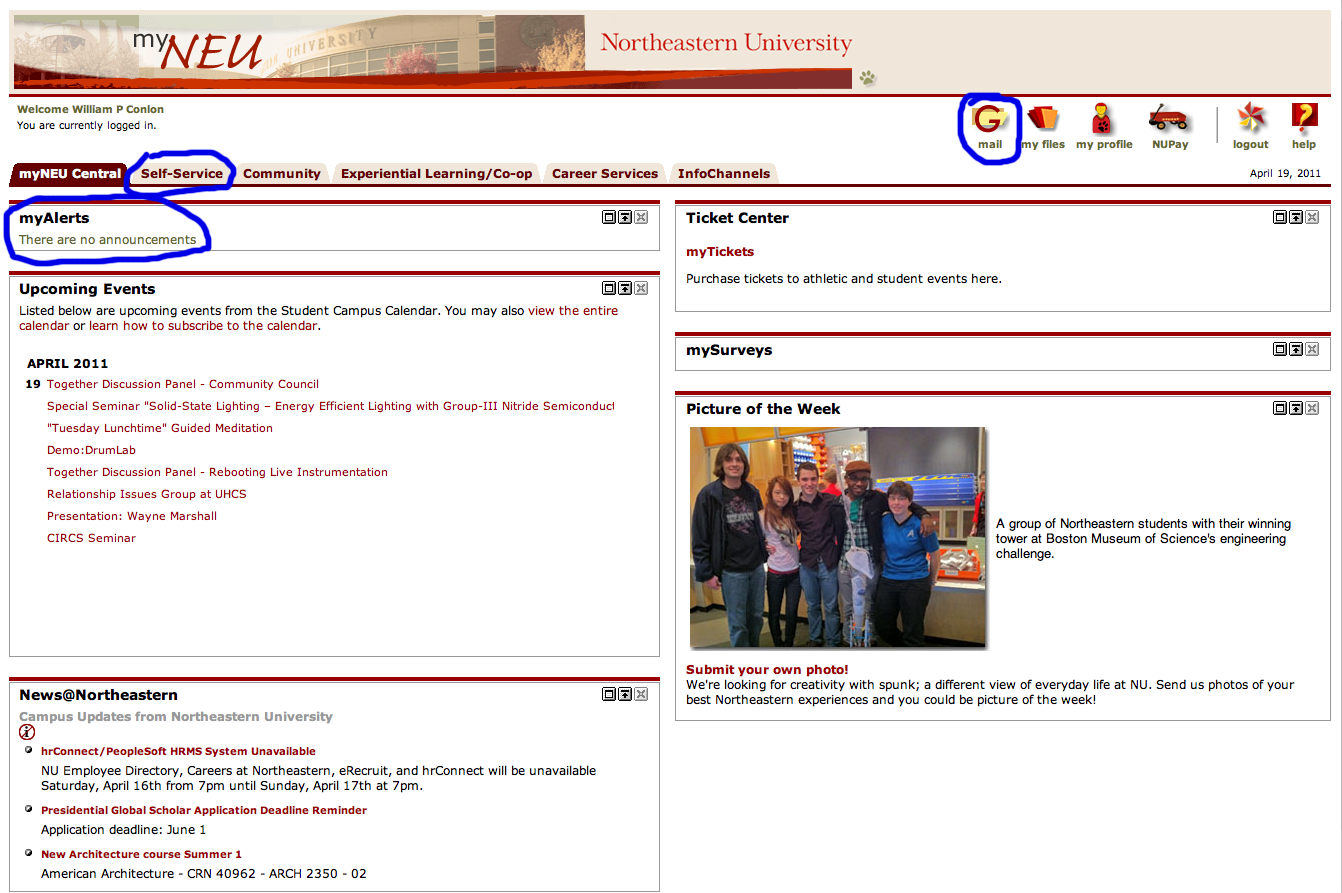 my NEU
Northeastern University
Welcome William P Conlon
You are currently logged in.
G
mail
my files
my profile
NUPay
logout
?
help
myNEU Central
Self-Service
Community
Experiential Learning/Co-op
Career Services
InfoChannels
April 19, 2011
myAlerts
There are no announcements
Upcoming Events
Listed below are upcoming events from the Student Campus Calendar. You may also view the entire
calendar or learn how to subscribe to the calendar.
APRIL 2011
19 Together Discussion Panel - Community Council
Special Seminar "Solid-State Lighting – Energy Efficient Lighting with Group-III Nitride Semiconduct
"Tuesday Lunchtime" Guided Meditation
Demo:DrumLab
Together Discussion Panel - Rebooting Live Instrumentation
Relationship Issues Group at UHCS
Presentation: Wayne Marshall
CIRCS Seminar
News@Northeastern
Campus Updates from Northeastern University
hrConnect/PeopleSoft HRMS System Unavailable
NU Employee Directory, Careers at Northeastern, eRecruit, and hrConnect will be unavailable
Saturday, April 16th from 7pm until Sunday, April 17th at 7pm.
Presidential Global Scholar Application Deadline Reminder
Application deadline: June 1
New Architecture course Summer 1
American Architecture - CRN 40962 - ARCH 2350 - 02
Ticket Center
myTickets
Purchase tickets to athletic and student events here.
mySurveys
Picture of the Week
A group of Northeastern students with their winning
tower at Boston Museum of Science's engineering
challenge.
Submit your own photo!
We're looking for creativity with spunk; a different view of everyday life at NU. Send us photos of your
best Northeastern experiences and you could be picture of the week!